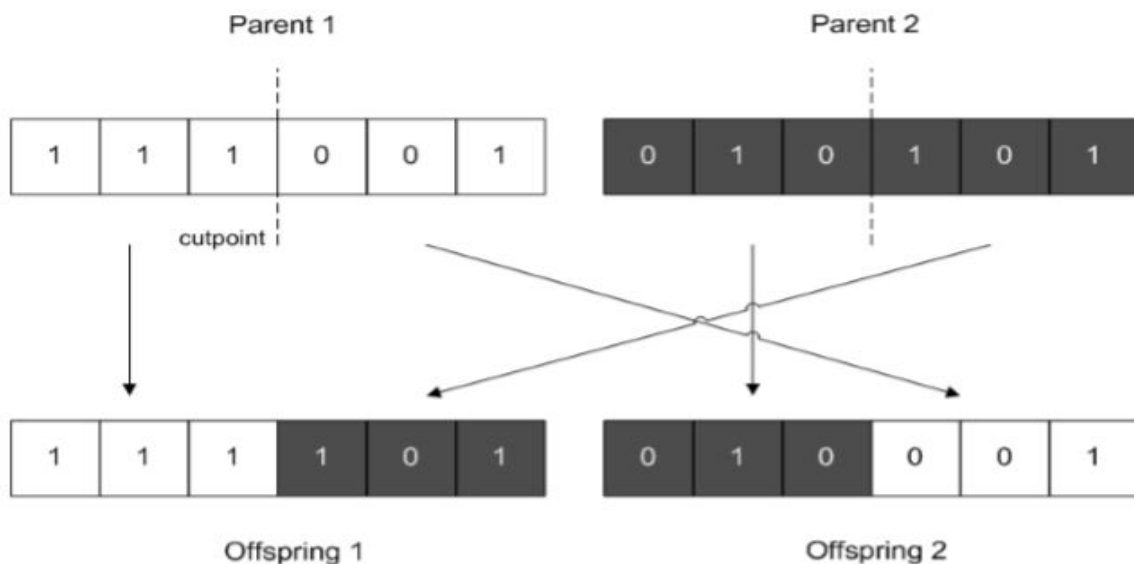 Parent 1 Parent 2
1 1 1 0 0 1 0 1 0 1 0 1
cutpoint
1 1 1 1 0 1 0 1 0 0 0 1
Offspring 1 Offspring 2